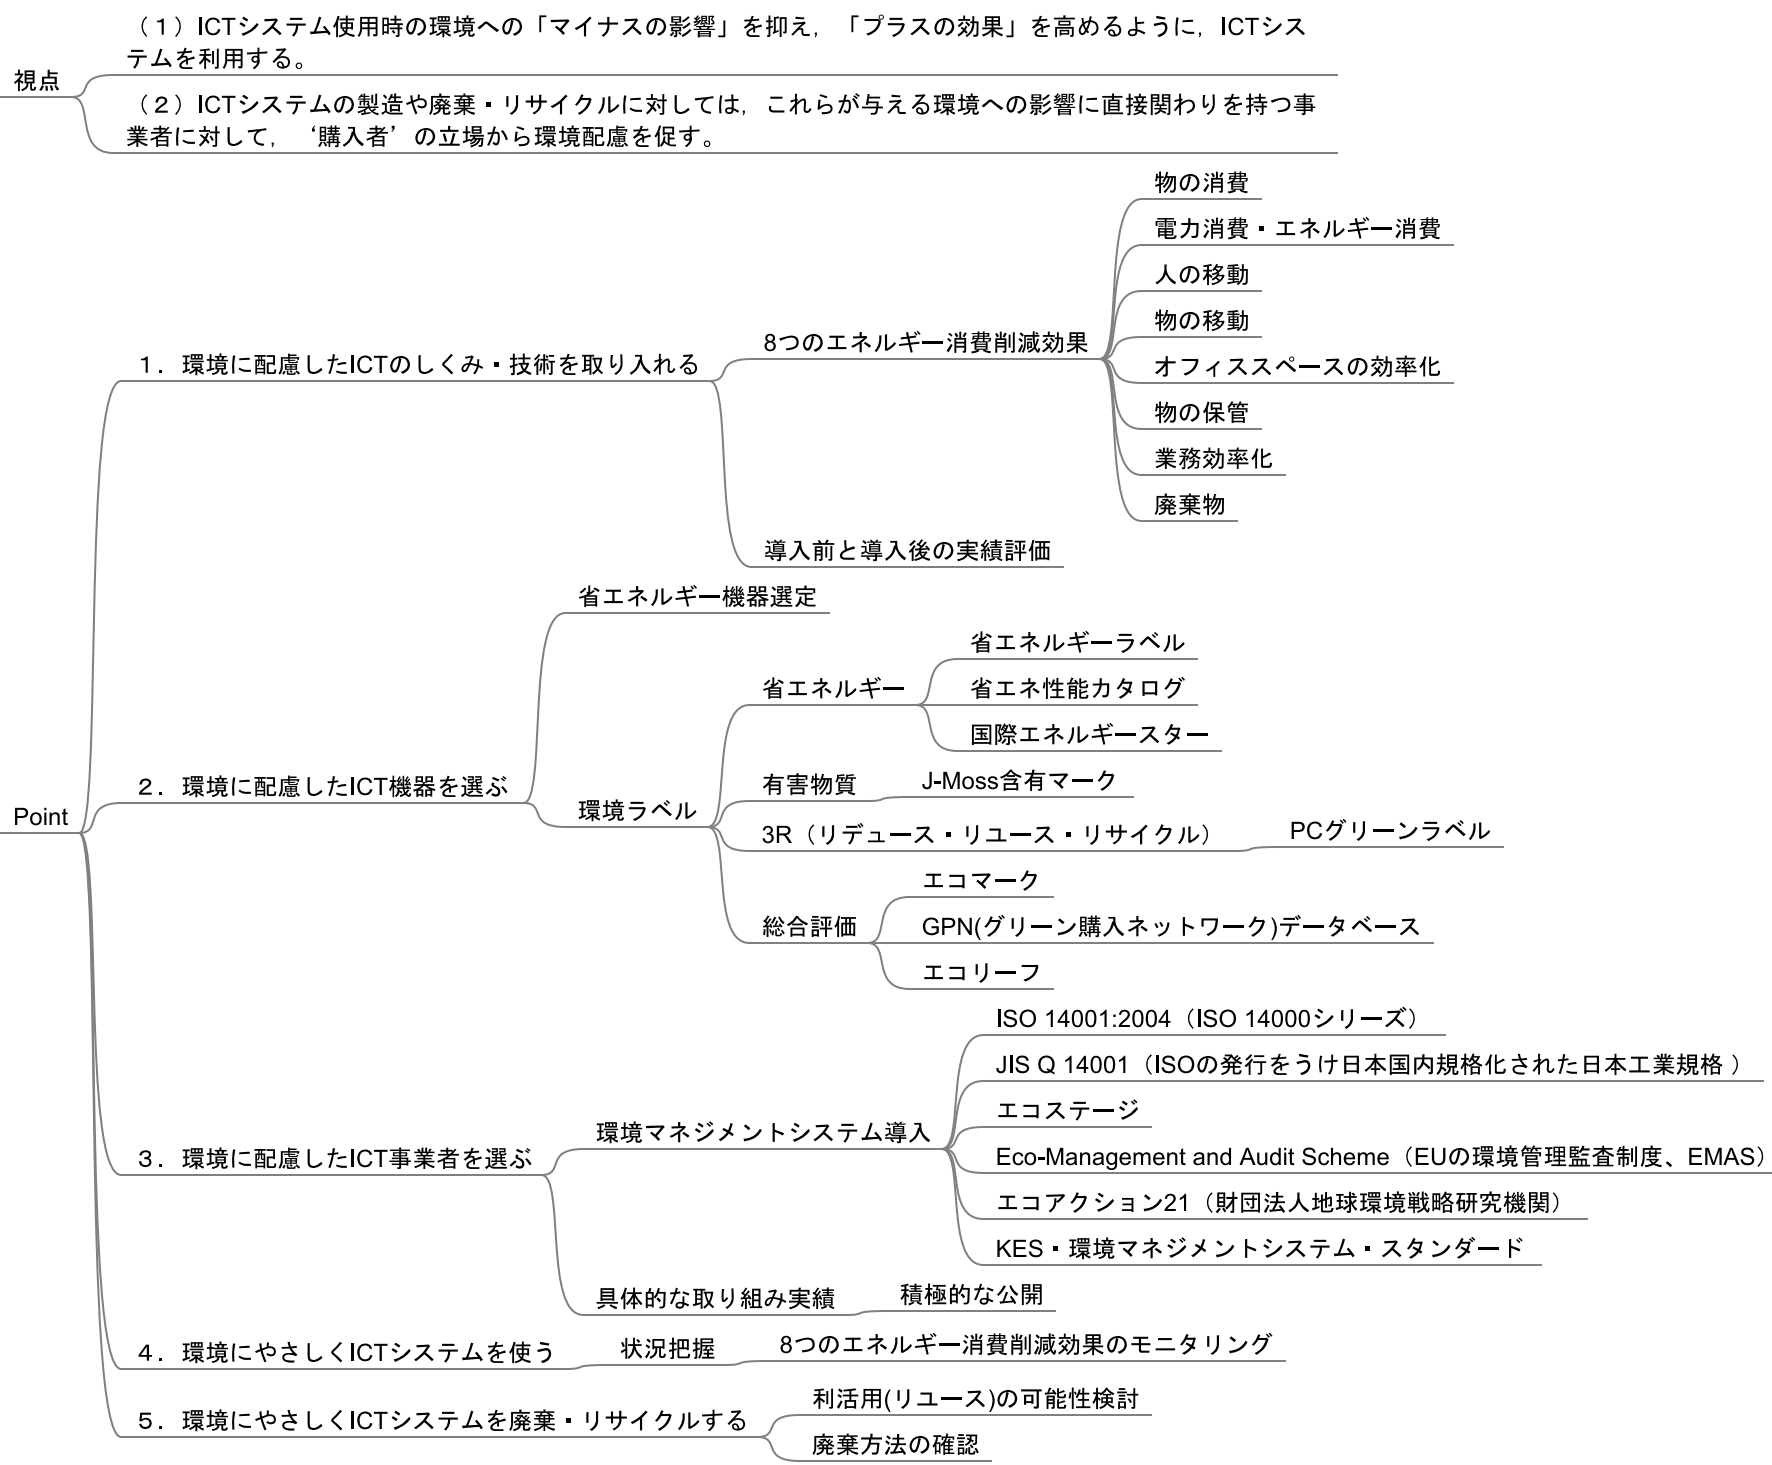 視点
（１）ICTシステム使用時の環境への「マイナスの影響」を抑え，「プラスの効果」を高めるように，ICTシス
テムを利用する。
（２）ICTシステムの製造や廃棄・リサイクルに対しては，これらが与える環境への影響に直接関わりを持つ事
業者に対して，‘購入者’の立場から環境配慮を促す。
Point
１．環境に配慮したICTのしくみ・技術を取り入れる
8つのエネルギー消費削減効果
物の消費
電力消費・エネルギー消費
人の移動
物の移動
オフィススペースの効率化
物の保管
業務効率化
廃棄物
導入前と導入後の実績評価
２．環境に配慮したICT機器を選ぶ
省エネルギー機器選定
環境ラベル
省エネルギー
省エネルギーラベル
省エネ性能カタログ
国際エネルギースター
有害物質
J-Moss含有マーク
3R（リデュース・リユース・リサイクル）
PCグリーンラベル
総合評価
エコマーク
GPN(グリーン購入ネットワーク)データベース
エコリーフ
３．環境に配慮したICT事業者を選ぶ
環境マネジメントシステム導入
ISO 14001:2004（ISO 14000シリーズ）
JIS Q 14001（ISOの発行をうけ日本国内規格化された日本工業規格 ）
エコステージ
Eco-Management and Audit Scheme（EUの環境管理監査制度、EMAS）
エコアクション21（財団法人地球環境戦略研究機関）
KES・環境マネジメントシステム・スタンダード
具体的な取り組み実績
積極的な公開
４．環境にやさしくICTシステムを使う
状況把握
8つのエネルギー消費削減効果のモニタリング
５．環境にやさしくICTシステムを廃棄・リサイクルする
利活用(リユース)の可能性検討
廃棄方法の確認